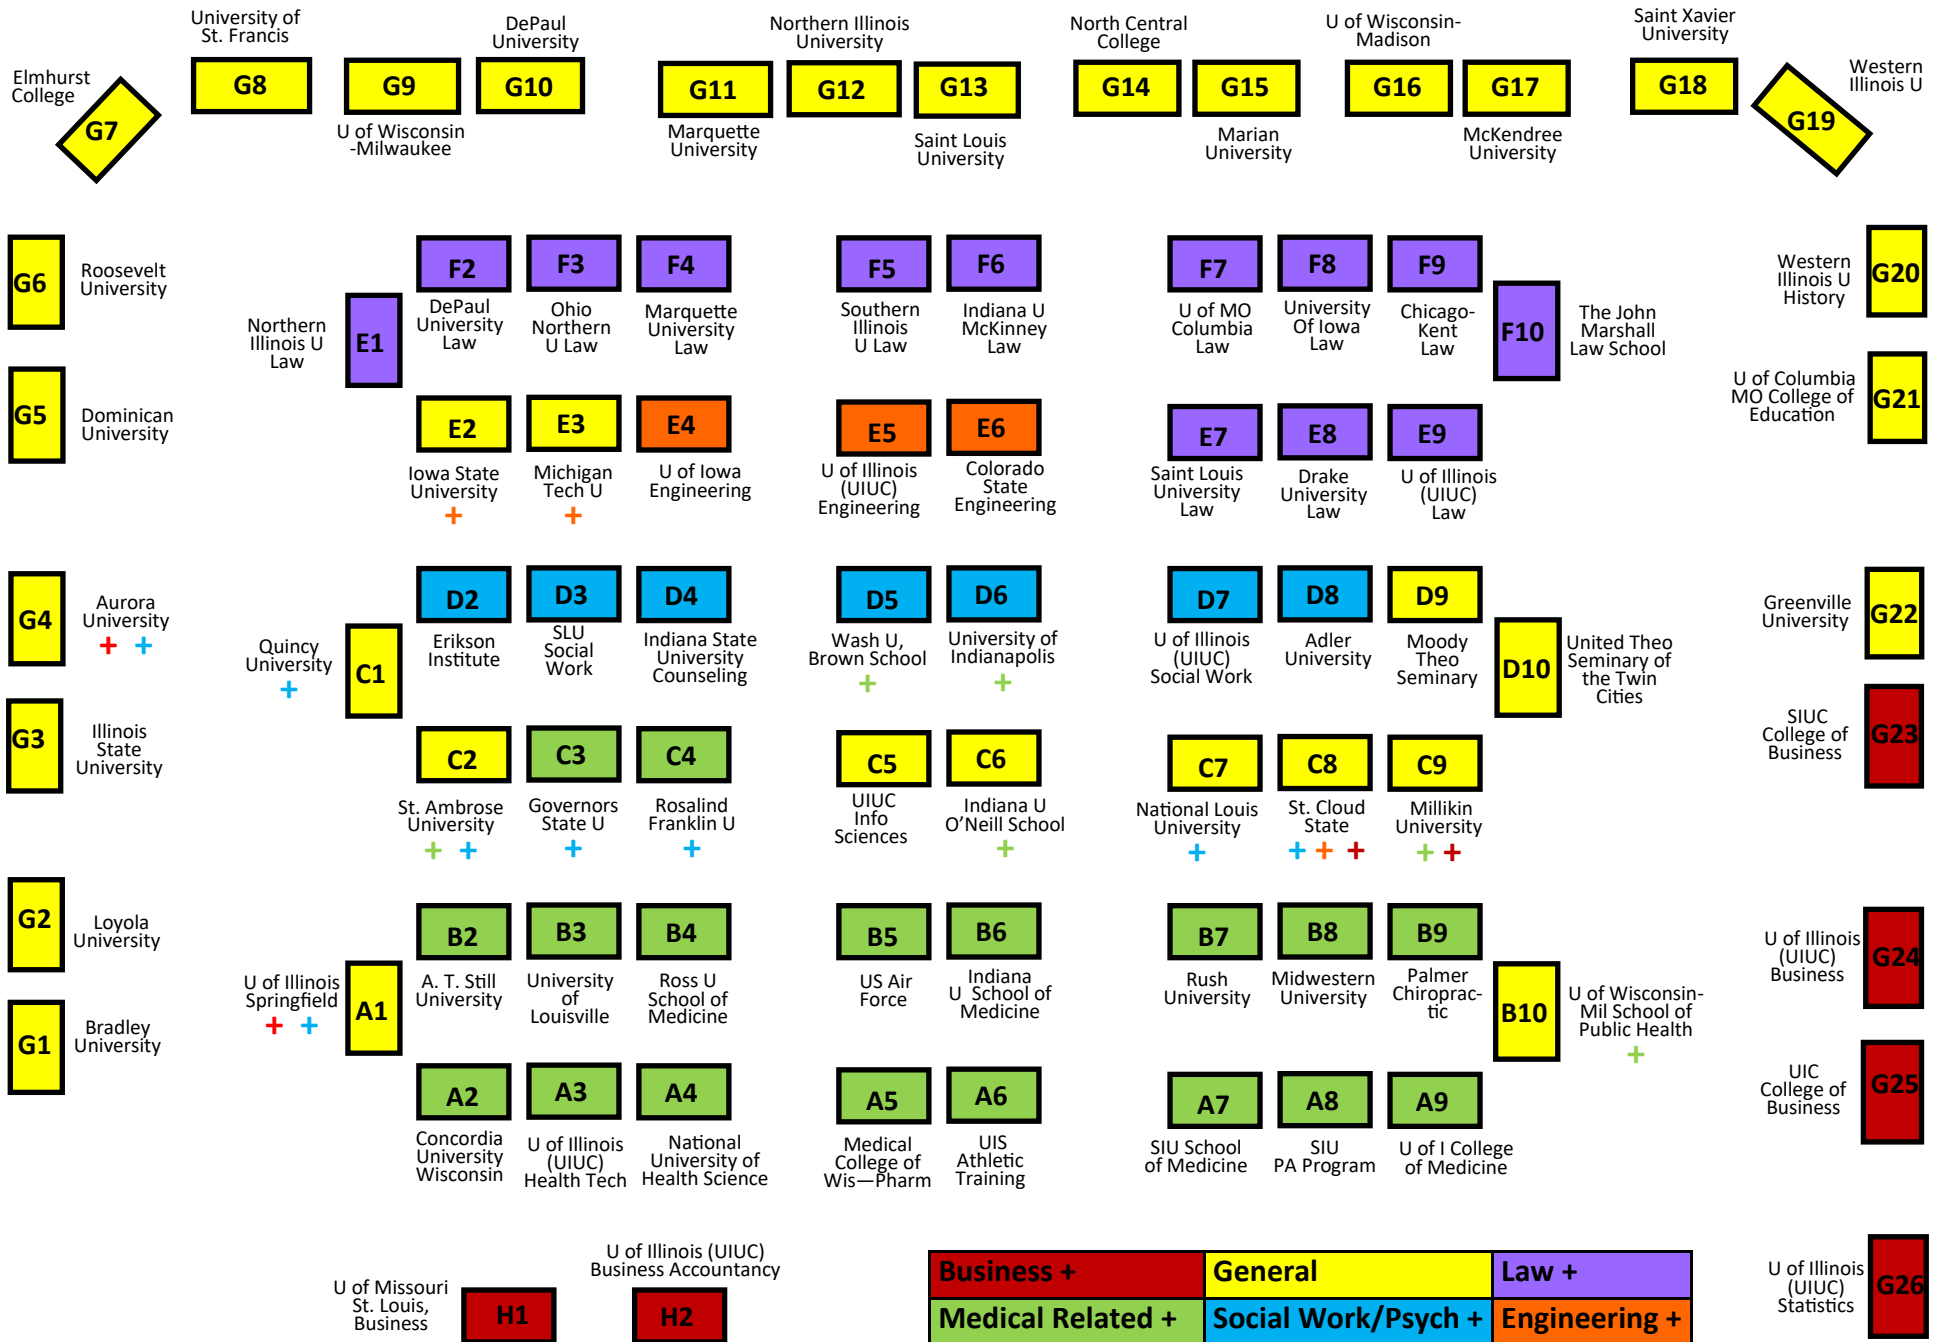 University of
St. Francis
DePaul
University
Northern Illinois
University
North Central
College
U of Wisconsin-
Madison
Saint Xavier
University
Elmhurst
College
Western
Illinois U
G7
G8
G9
G10
G11
G12
G13
G14
G15
G16
G17
G18
G19
U of Wisconsin
-Milwaukee
Marquette
University
Saint Louis
University
Marian
University
McKendree
University
G6
Roosevelt
University
F2
F3
F4
F5
F6
F7
F8
F9
Western
Illinois U
History
G20
Northern
Illinois U
Law
E1
DePaul
University
Law
Ohio
Northern
U Law
Marquette
University
Law
Southern
Illinois
U Law
Indiana U
McKinney
Law
U of MO
Columbia
Law
University
Of Iowa
Law
Chicago-
Kent
Law
F10
The John
Marshall
Law School
G5
Dominican
University
E2
E3
E4
E5
E6
E7
E8
E9
U of Columbia
MO College of
Education
G21
Iowa State
University
+
Michigan
Tech U
+
U of Iowa
Engineering
U of Illinois
(UIUC)
Engineering
Colorado
State
Engineering
Saint Louis
University
Law
Drake
University
Law
U of Illinois
(UIUC)
Law
G4
Aurora
University
+ +
D2
D3
D4
D5
D6
D7
D8
D9
Greenville
University
G22
Quincy
University
+
C1
Erikson
Institute
SLU
Social
Work
Indiana State
University
Counseling
Wash U,
Brown School
+
University of
Indianapolis
+
U of Illinois
(UIUC)
Social Work
Adler
University
Moody
Theo
Seminary
D10
United Theo
Seminary of
the Twin
Cities
G3
Illinois
State
University
C2
C3
C4
C5
C6
C7
C8
C9
SIUC
College of
Business
G23
St. Ambrose
University
+ +
Governors
State U
+
Rosalind
Franklin U
+
UIUC
Info
Sciences
Indiana U
O'Neill School
+
National Louis
University
+
St. Cloud
State
+ + +
Millikin
University
+ +
G2
Loyola
University
B2
B3
B4
B5
B6
B7
B8
B9
U of Illinois
(UIUC)
Business
G24
U of Illinois
Springfield
+ +
A1
A. T. Still
University
University
of
Louisville
Ross U
School of
Medicine
US Air
Force
Indiana
U  School of
Medicine
Rush
University
Midwestern
University
Palmer
Chiroprac-
tic
B10
U of Wisconsin-
Mil School of
Public Health
+
G1
Bradley
University
A2
A3
A4
A5
A6
A7
A8
A9
UIC
College of
Business
G25
Concordia
University
Wisconsin
U of Illinois
(UIUC)
Health Tech
National
University of
Health Science
Medical
College of
Wis—Pharm
UIS
Athletic
Training
SIU School
of Medicine
SIU
PA Program
U of I College
of Medicine
U of Missouri
St. Louis,
Business
H1
U of Illinois (UIUC)
Business Accountancy
H2
Business +
General
Law +
Medical Related +
Social Work/Psych +
Engineering +
U of Illinois
(UIUC)
Statistics
G26